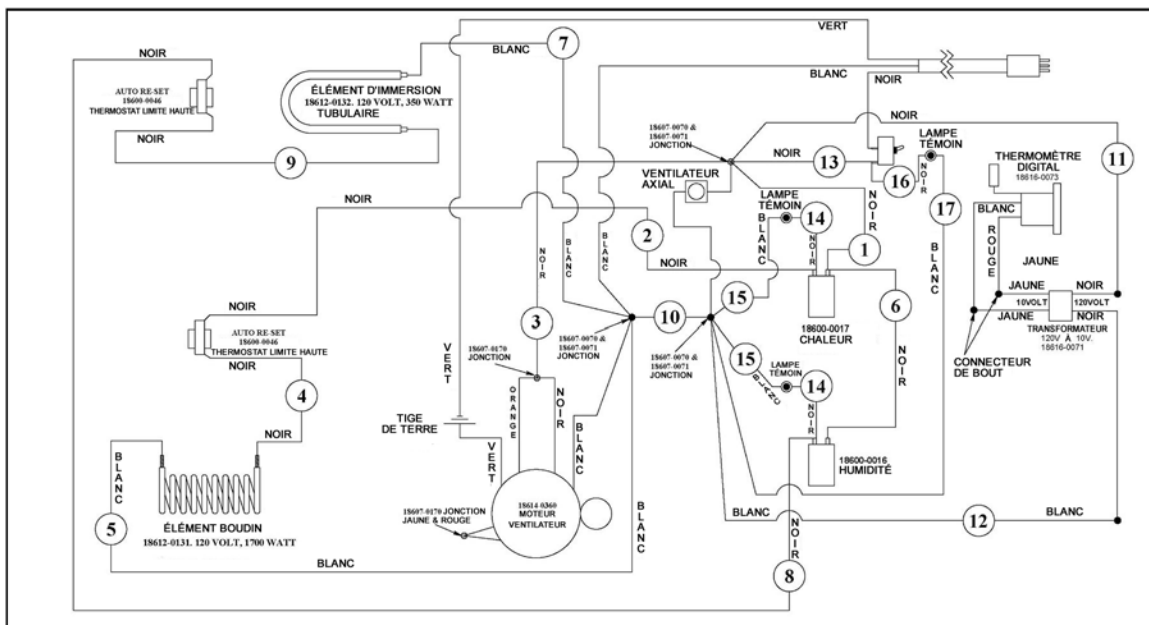 VERT
NOIR
BLANC
7
BLANC
NOIR
AUTO RE-SET
18600-0046
THERMOSTAT LIMITE HAUTE
NOIR
9
ÉLÉMENT D'IMMERSION
18612-0132. 120 VOLT, 350 WATT
TUBULAIRE
18607-0070 &
18607-0071
JONCTION
NOIR
13
NOIR
LAMPE
TÉMOIN
16
NOIR
17
11
THERMOMÈTRE
DIGITAL
18616-0073
BLANC
ROUGE
JAUNE
VENTILATEUR
AXIAL
LAMPE
TÉMOIN
BLANC
14
NOIR
NOIR
1
BLANC
NOIR
2
NOIR
NOIR
BLANC
BLANC
15
6
18600-0017
CHALEUR
JAUNE
10VOLT
JAUNE
NOIR
120VOLT
NOIR
TRANSFORMATEUR
120V À 10V.
18616-0071
CONNECTEUR
DE BOUT
NOIR
AUTO RE-SET
18600-0046
THERMOSTAT LIMITE HAUTE
NOIR
4
NOIR
3
10
18607-0170
JONCTION
18607-0070 &
18607-0071
JONCTION
18607-0070 &
18607-0071
JONCTION
15
BLANC
LAMPE
TÉMOIN
14
NOIR
NOIR
VERT
TIGE
DE TERRE
VERT
ORANGE
NOIR
BLANC
18600-0016
HUMIDITÉ
BLANC
5
ÉLÉMENT BOUDIN
18612-0131. 120 VOLT, 1700 WATT
18607-0170 JONCTION
JAUNE & ROUGE
18614-0360
MOTEUR
VENTILATEUR
BLANC
BLANC
12
BLANC
NOIR
BLANC
8